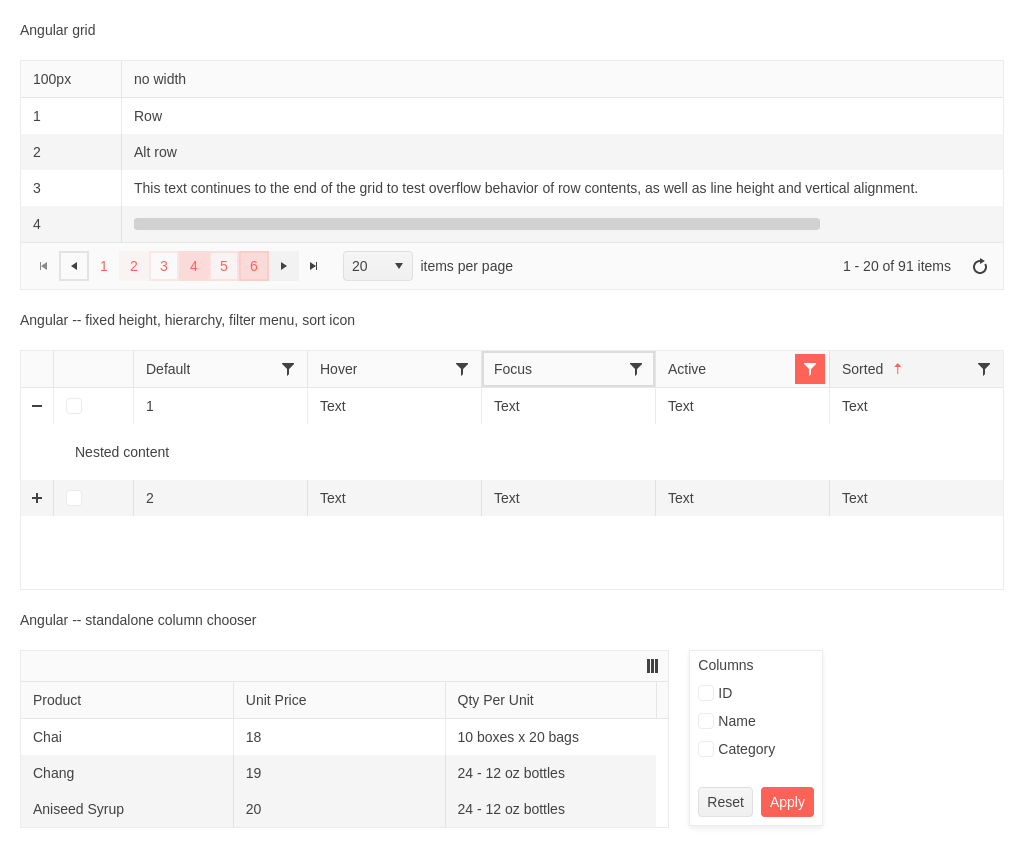 Angular grid
100px no width
1 Row
2 Alt row
3 This text continues to the end of the grid to test overflow behavior of row contents, as well as line height and vertical alignment.
4
1 2 3 4 5 6 20 items per page 1 - 20 of 91 items
Angular -- fixed height, hierarchy, filter menu, sort icon
Default Hover Focus Active Sorted
1 Text Text Text Text
Nested content
2 Text Text Text Text
Angular -- standalone column chooser
Product Unit Price Qty Per Unit
Chai 18 10 boxes x 20 bags
Chang 19 24 - 12 oz bottles
Aniseed Syrup 20 24 - 12 oz bottles
Columns
ID
Name
Category
Reset Apply